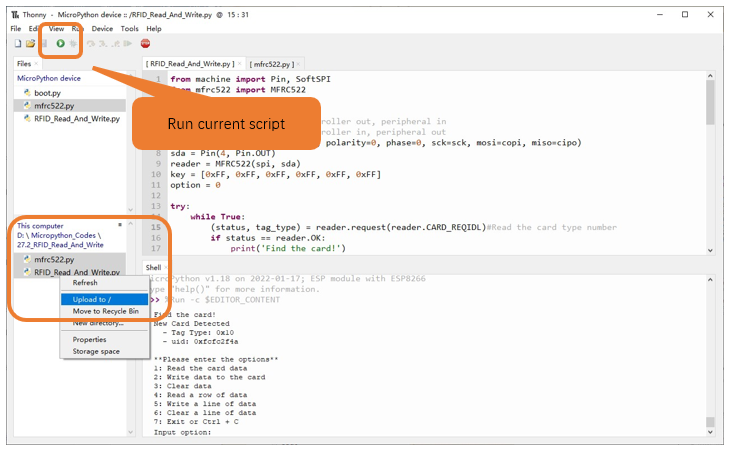 Thonny - MicroPython device :: /RFID_Read_And_Write.py @ 15 : 31
File Edit View Run Device Tools Help
Files
MicroPython device
boot.py
mfrc522.py
RFID_Read_And_Write.py
This computer
D: \ Micropython_Codes \
27.2_RFID_Read_And_Write
mfrc522.py
RFID_Read_And_Write.py
Refresh
Upload to /
Move to Recycle Bin
New directory...
Properties
Storage space
[ RFID_Read_And_Write.py ]
[ mfrc522.py ]
1 from machine import Pin, SoftSPI
from mfrc522 import MFRC522
Run current script
roller out, peripheral in
roller in, peripheral out
polarity=0, phase=0, sck=sck, mosi=copi, miso=cipo)
8 sda = Pin(4, Pin.OUT)
9 reader = MFRC522(spi, sda)
10 key = [0xFF, 0xFF, 0xFF, 0xFF, 0xFF, 0xFF]
11 option = 0
12
13 try:
14 while True:
15 (status, tag_type) = reader.request(reader.CARD_REQIDL)#Read the card type number
16 if status == reader.OK:
17 print('Find the card!')
Shell
MicroPython v1.18 on 2022-01-17; ESP module with ESP8266
Type "help()" for more information.
>>> %Run -c $EDITOR_CONTENT
Find the card!
New Card Detected
- Tag Type: 0x10
- uid: 0xfcfc2f4a
**Please enter the options**
1: Read the card data
2: Write data to the card
3: Clear data
4: Read a row of data
5: Write a line of data
6: Clear a line of data
7: Exit or Ctrl + C
Input option: